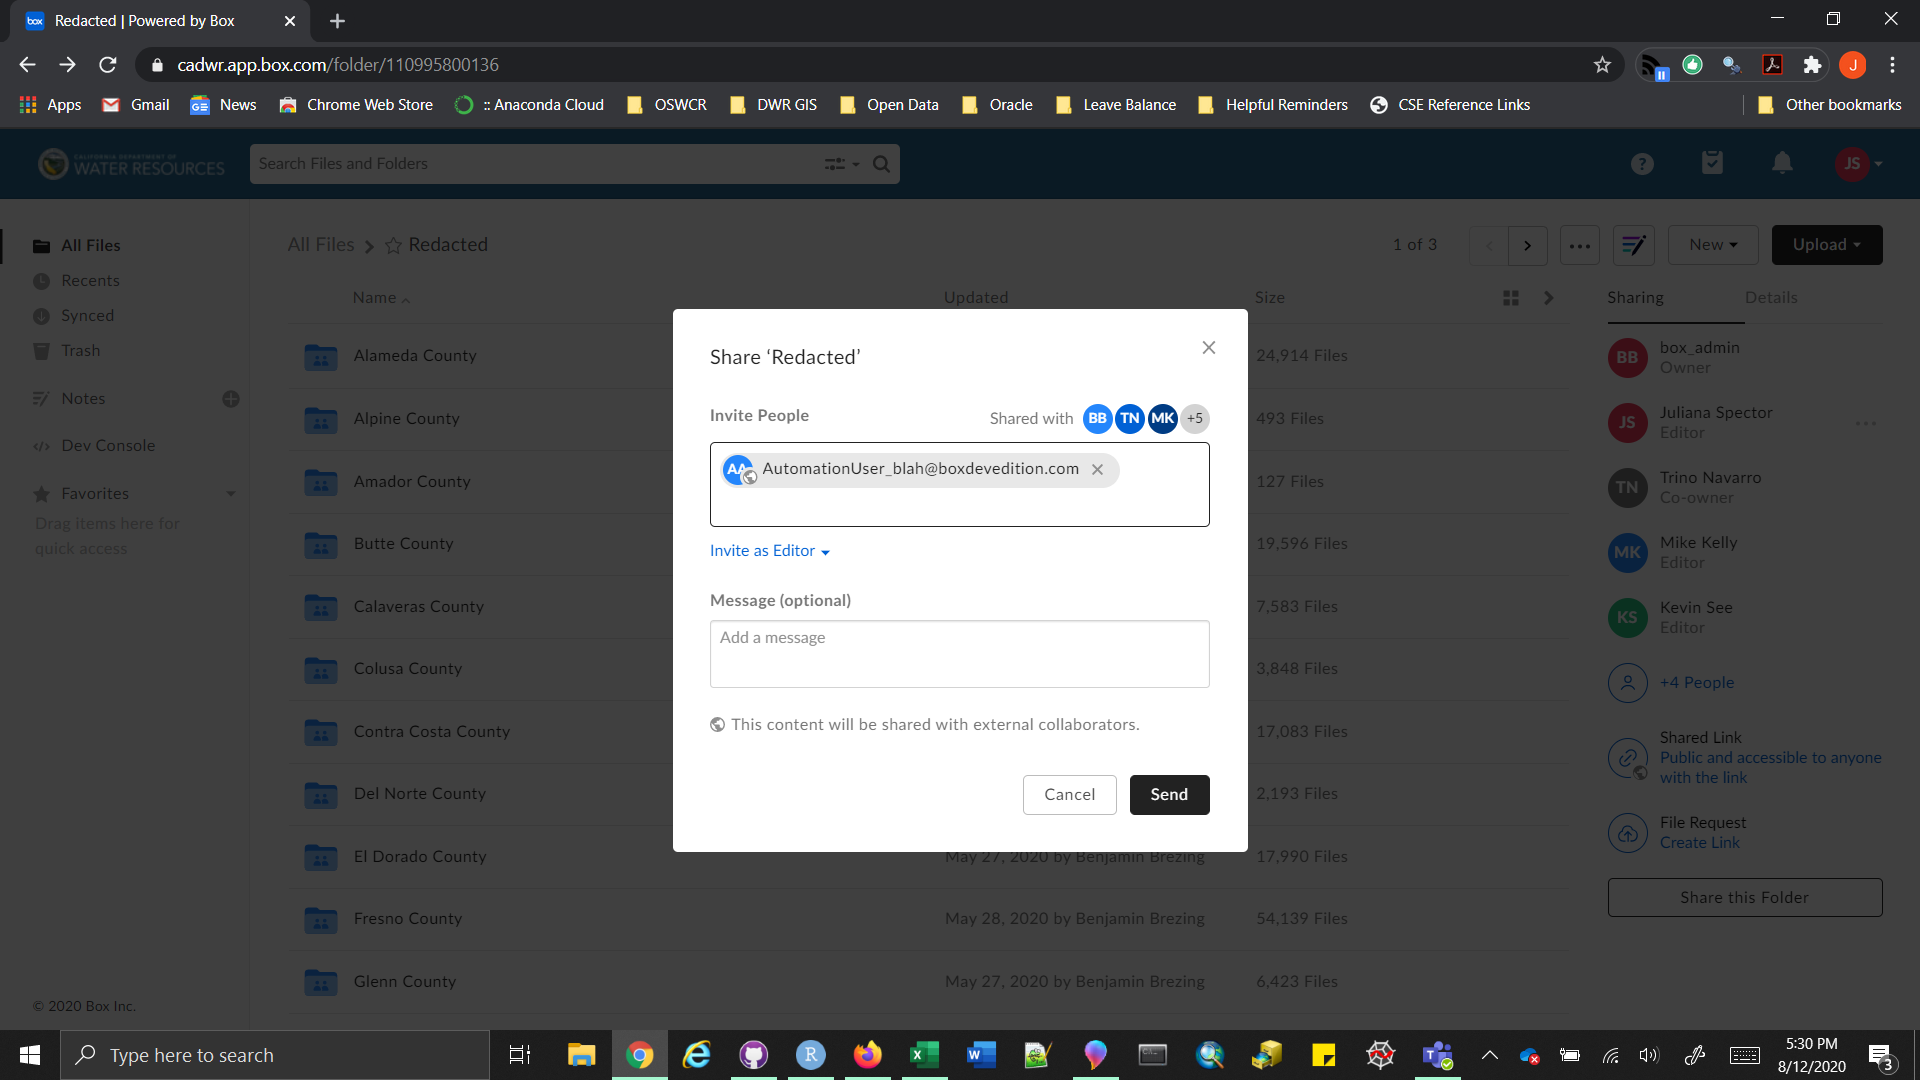 box Redacted | Powered by Box
cadwr.app.box.com/folder/110995800136
J
Apps Gmail News Chrome Web Store :: Anaconda Cloud OSWCR DWR GIS Open Data Oracle Leave Balance Helpful Reminders CSE Reference Links Other bookmarks
CALIFORNIA DEPARTMENT OF
WATER RESOURCES
Search Files and Folders
? JS
All Files
Recents
Synced
Trash
Notes
Dev Console
Favorites
Drag items here for
quick access
© 2020 Box Inc.
All Files Redacted
1 of 3
New Upload
Name Updated Size
Alameda County 24,914 Files
Alpine County 493 Files
Amador County 127 Files
Butte County 19,596 Files
Calaveras County 7,583 Files
Colusa County 3,848 Files
Contra Costa County 17,083 Files
Del Norte County 2,193 Files
El Dorado County May 27, 2020 by Benjamin Brezing 17,990 Files
Fresno County May 28, 2020 by Benjamin Brezing 54,139 Files
Glenn County May 27, 2020 by Benjamin Brezing 6,423 Files
Share ‘Redacted’
Invite People
Shared with BB TN MK +5
AA AutomationUser_blah@boxdevedition.com
Invite as Editor
Message (optional)
Add a message
This content will be shared with external collaborators.
Cancel Send
Sharing Details
BB box_admin
Owner
JS Juliana Spector
Editor
TN Trino Navarro
Co-owner
MK Mike Kelly
Editor
KS Kevin See
Editor
+4 People
Shared Link
Public and accessible to anyone
with the link
File Request
Create Link
Share this Folder
Type here to search
5:30 PM
8/12/2020
3